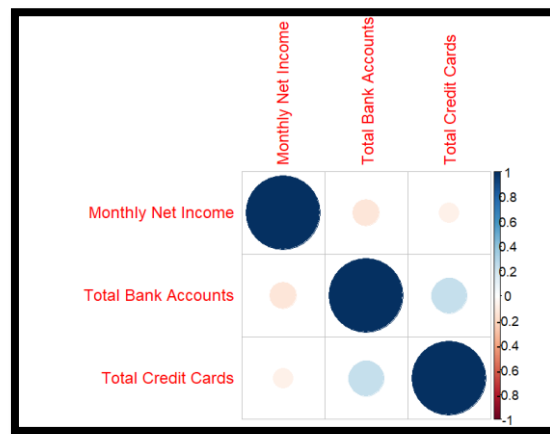 Monthly Net Income
Total Bank Accounts
Total Credit Cards
Monthly Net Income
Total Bank Accounts
Total Credit Cards
1
0.8
0.6
0.4
0.2
0
-0.2
-0.4
-0.6
-0.8
-1